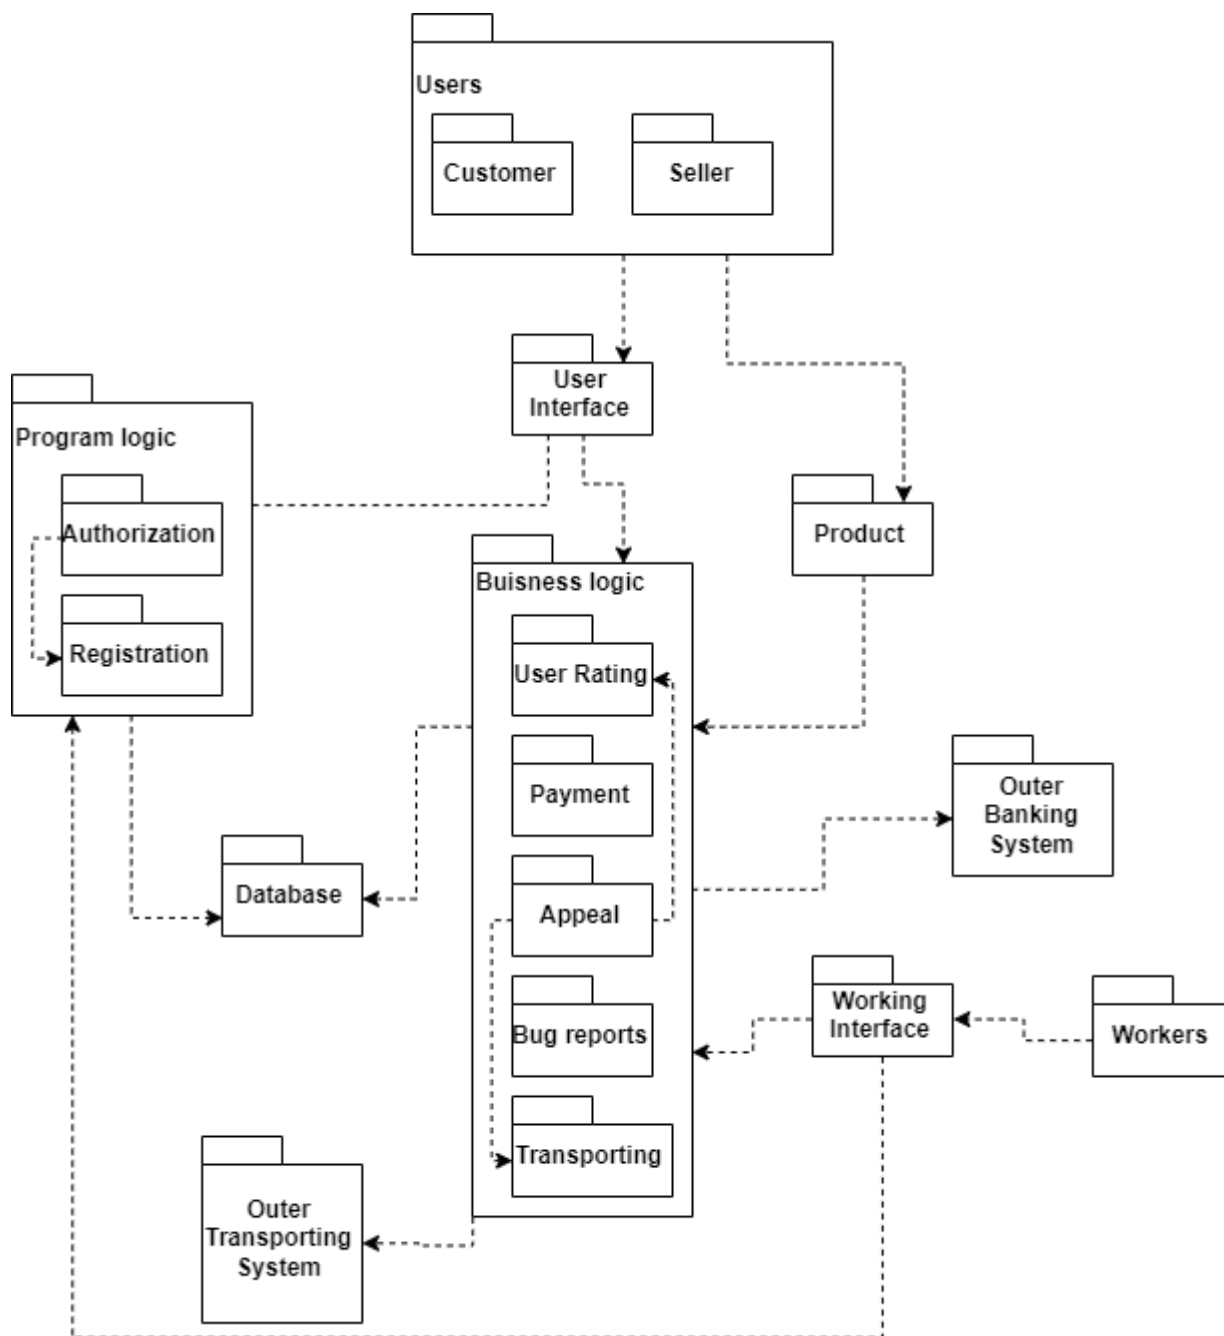 Users
Customer
Seller
User
Interface
Program logic
Authorization
Registration
Product
Buisness logic
User Rating
Payment
Appeal
Bug reports
Transporting
Outer
Banking
System
Database
Working
Interface
Workers
Outer
Transporting
System